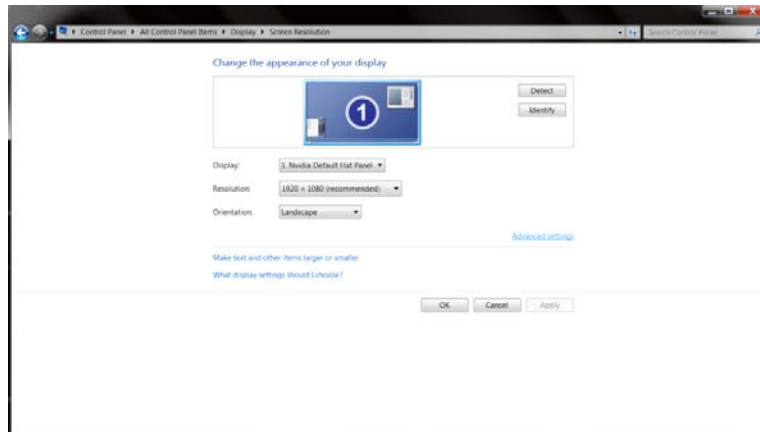 Control Panel ▸ All Control Panel Items ▸ Display ▸ Screen Resolution
Search Control Panel
Change the appearance of your display
1
Detect
Identify
Display:
1. Nvidia Default Flat Panel
Resolution:
1920 × 1080 (recommended)
Orientation:
Landscape
Advanced settings
Make text and other items larger or smaller
What display settings should I choose?
OK
Cancel
Apply